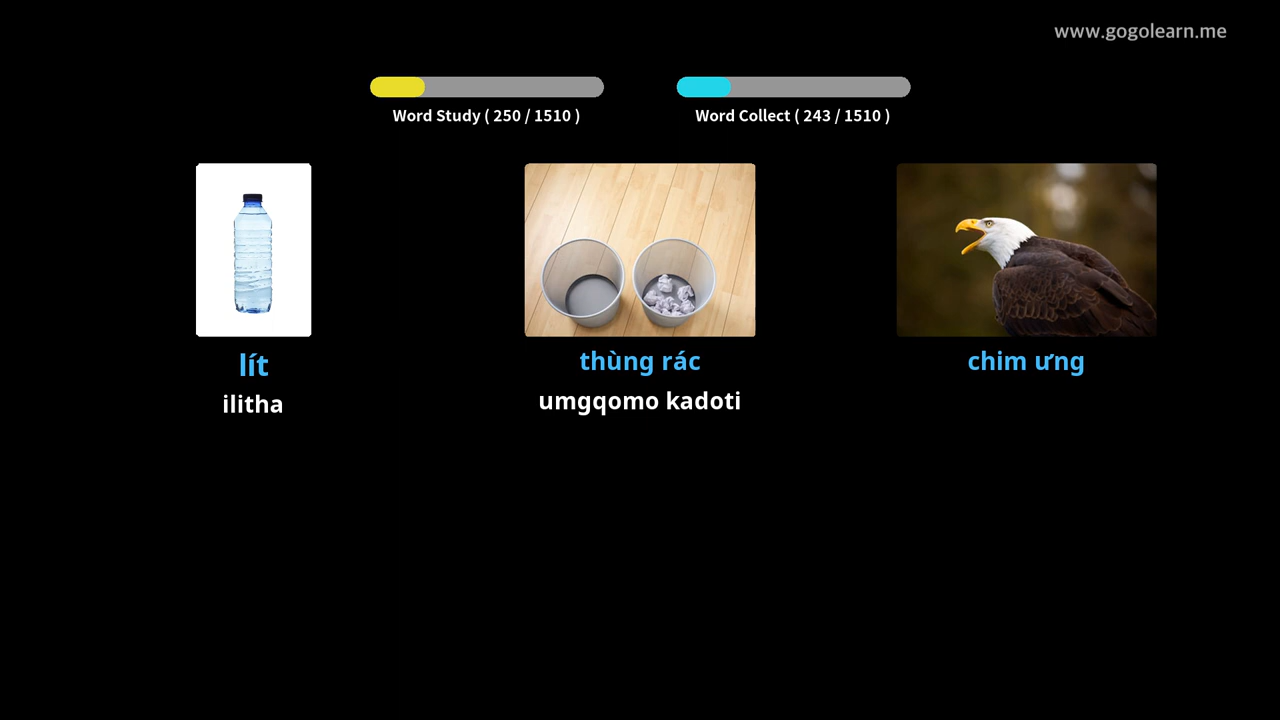 www.gogolearn.me
Word Study ( 250 / 1510 )
Word Collect ( 243 / 1510 )
lít
ilitha
thùng rác
umgqomo kadoti
chim ưng